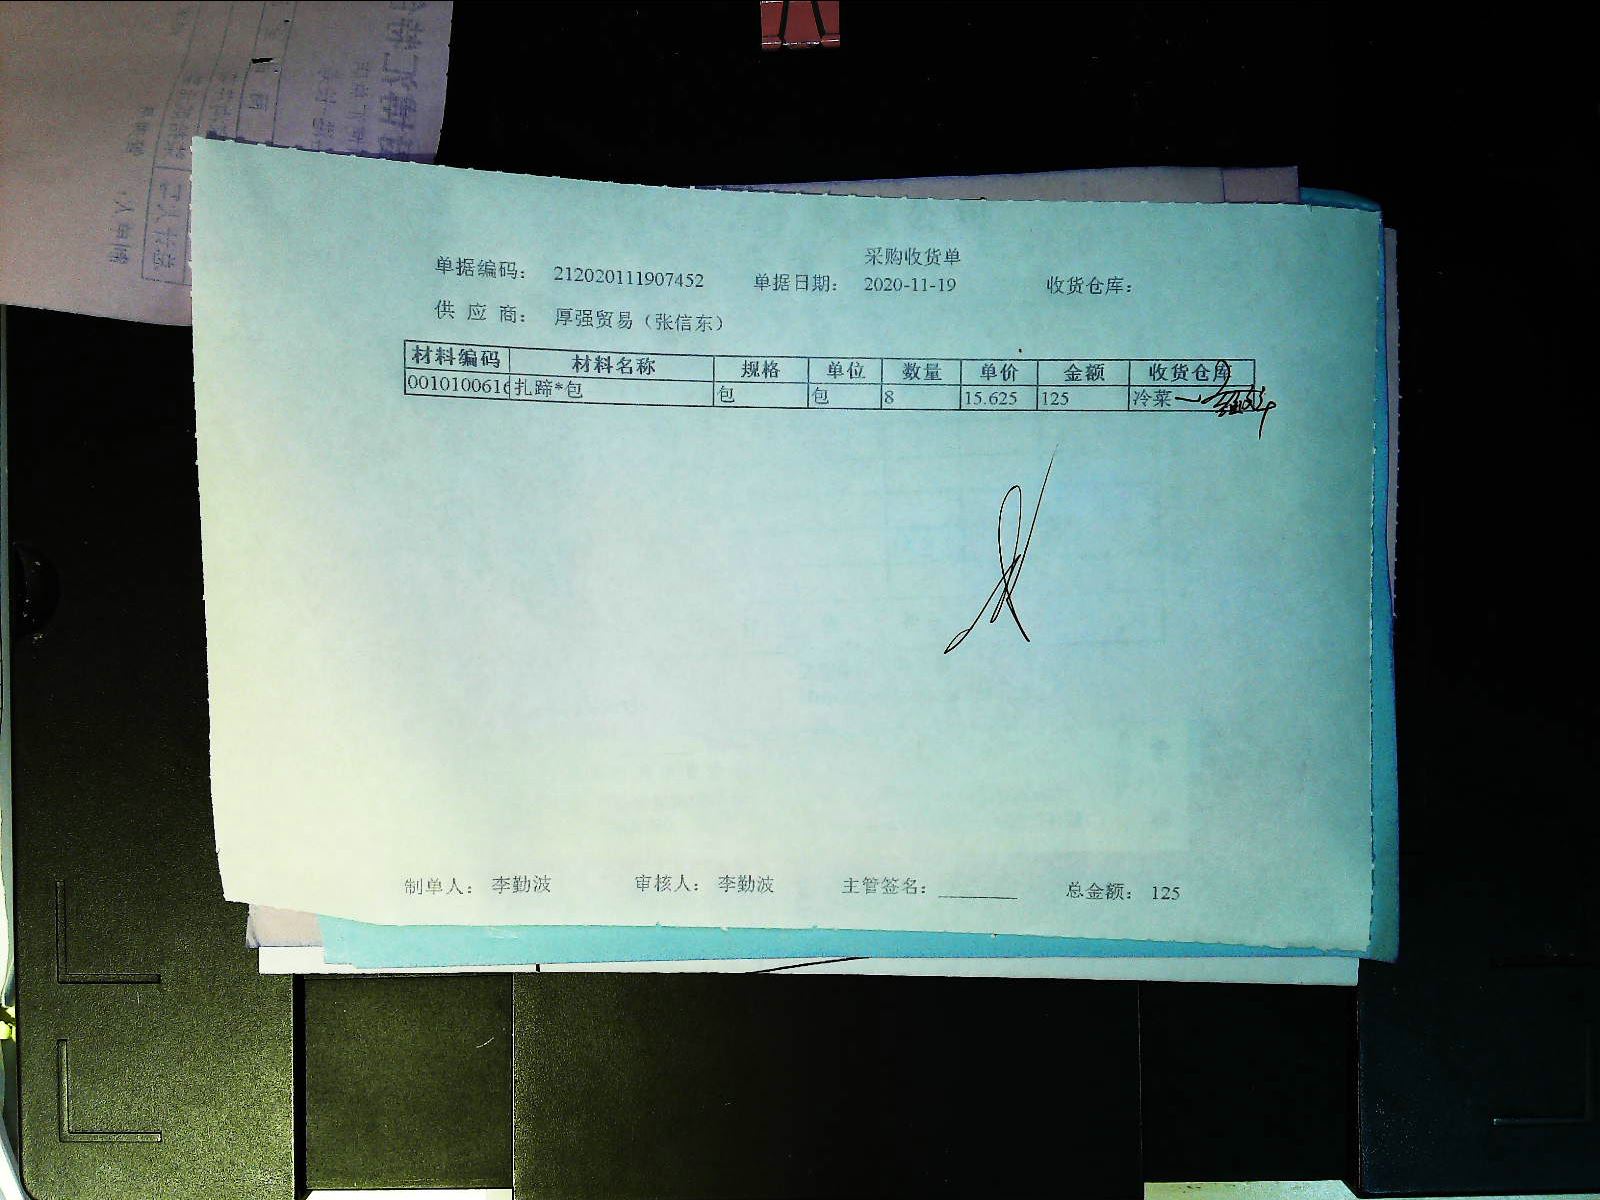 采购收货单
单据编码： 212020111907452 单据日期： 2020-11-19 收货仓库：
供 应 商： 厚强贸易（张信东）
材料编码 材料名称 规格 单位 数量 单价 金额 收货仓库
0010100616 扎蹄*包 包 包 8 15.625 125 冷菜
制单人： 李勤波 审核人： 李勤波 主管签名： ________ 总金额： 125